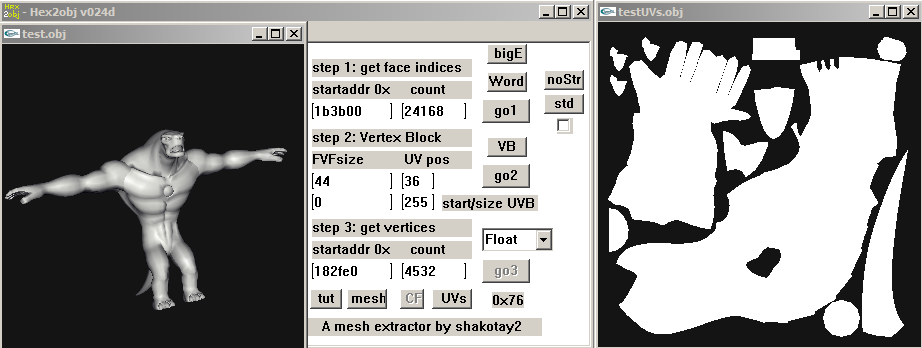 Hex
2obj
- Hex2obj v024d
test.obj
testUVs.obj
step 1: get face indices
startaddr 0x count
1b3b00 24168
bigE
Word
go1
noStr
std
step 2: Vertex Block
FVFsize UV pos
44 36
0 255 start/size UVB
VB
go2
step 3: get vertices
startaddr 0x count
182fe0 4532
Float
go3
tut mesh CF UVs 0x76
A mesh extractor by shakotay2